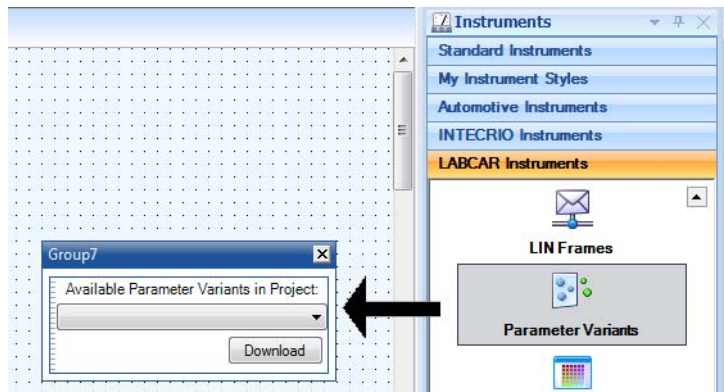 Instruments
Standard Instruments
My Instrument Styles
Automotive Instruments
INTECRIO Instruments
LABCAR Instruments
LIN Frames
Parameter Variants
Group7
Available Parameter Variants in Project:
Download